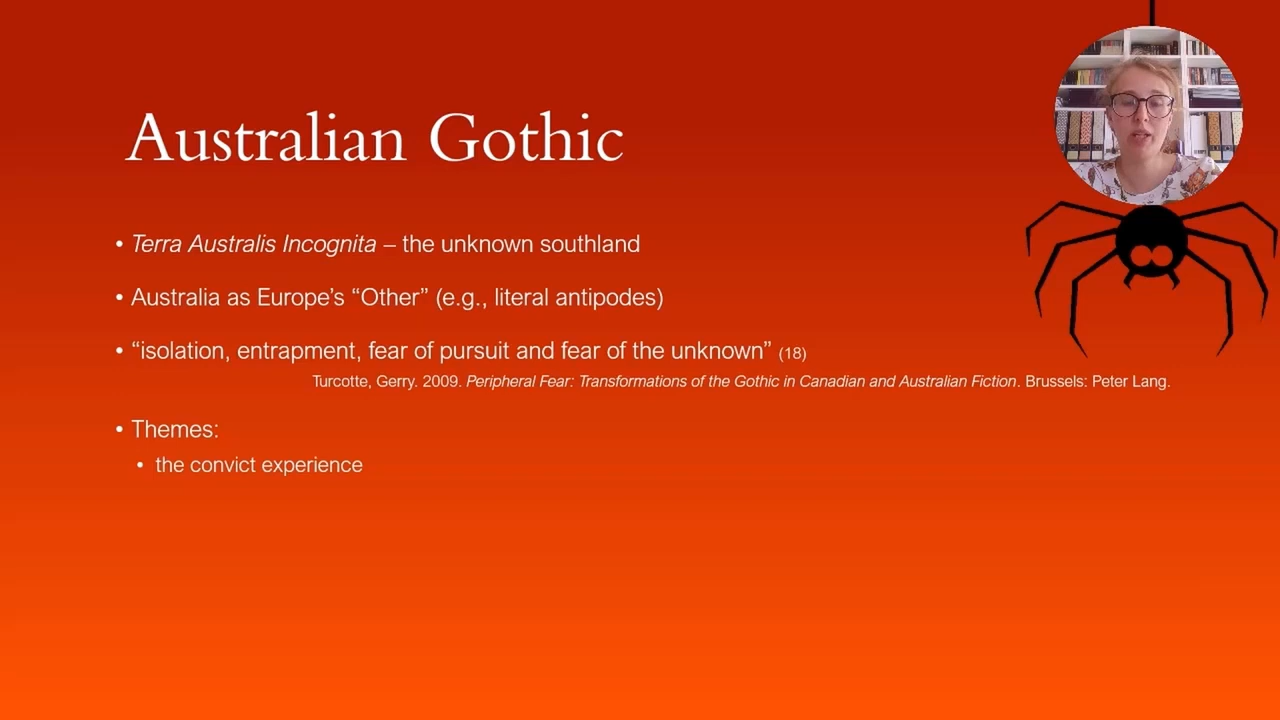 Australian Gothic
• Terra Australis Incognita – the unknown southland
• Australia as Europe’s “Other” (e.g., literal antipodes)
• “isolation, entrapment, fear of pursuit and fear of the unknown” (18)
Turcotte, Gerry. 2009. Peripheral Fear: Transformations of the Gothic in Canadian and Australian Fiction. Brussels: Peter Lang.
• Themes:
• the convict experience